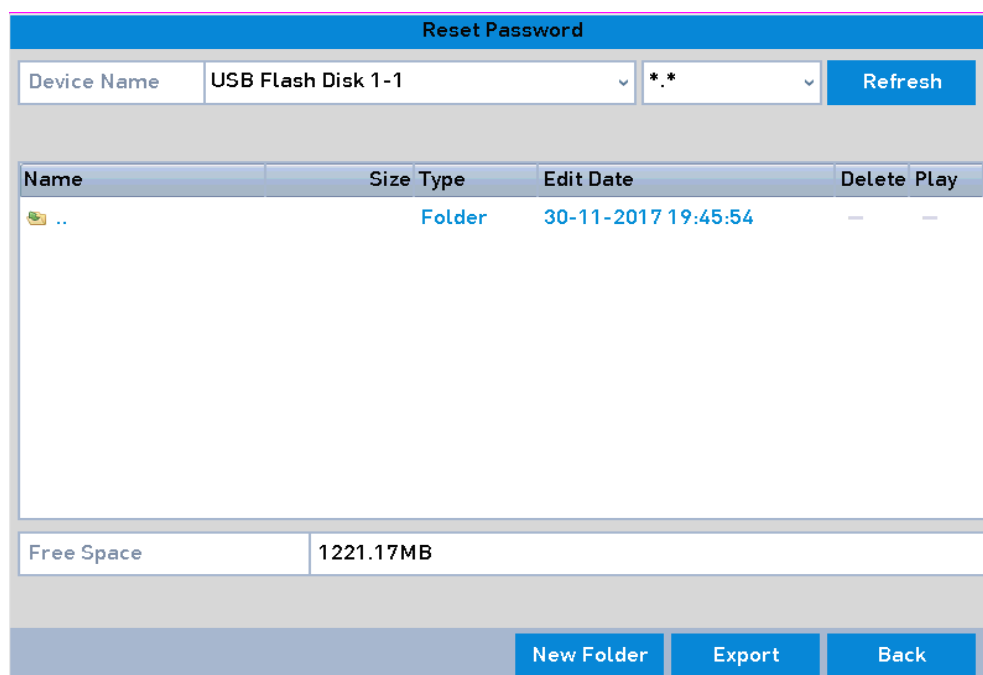 Reset Password
Device Name USB Flash Disk 1-1 *.* Refresh
Name Size Type Edit Date Delete Play
.. Folder 30-11-2017 19:45:54 — —
Free Space 1221.17MB
New Folder Export Back